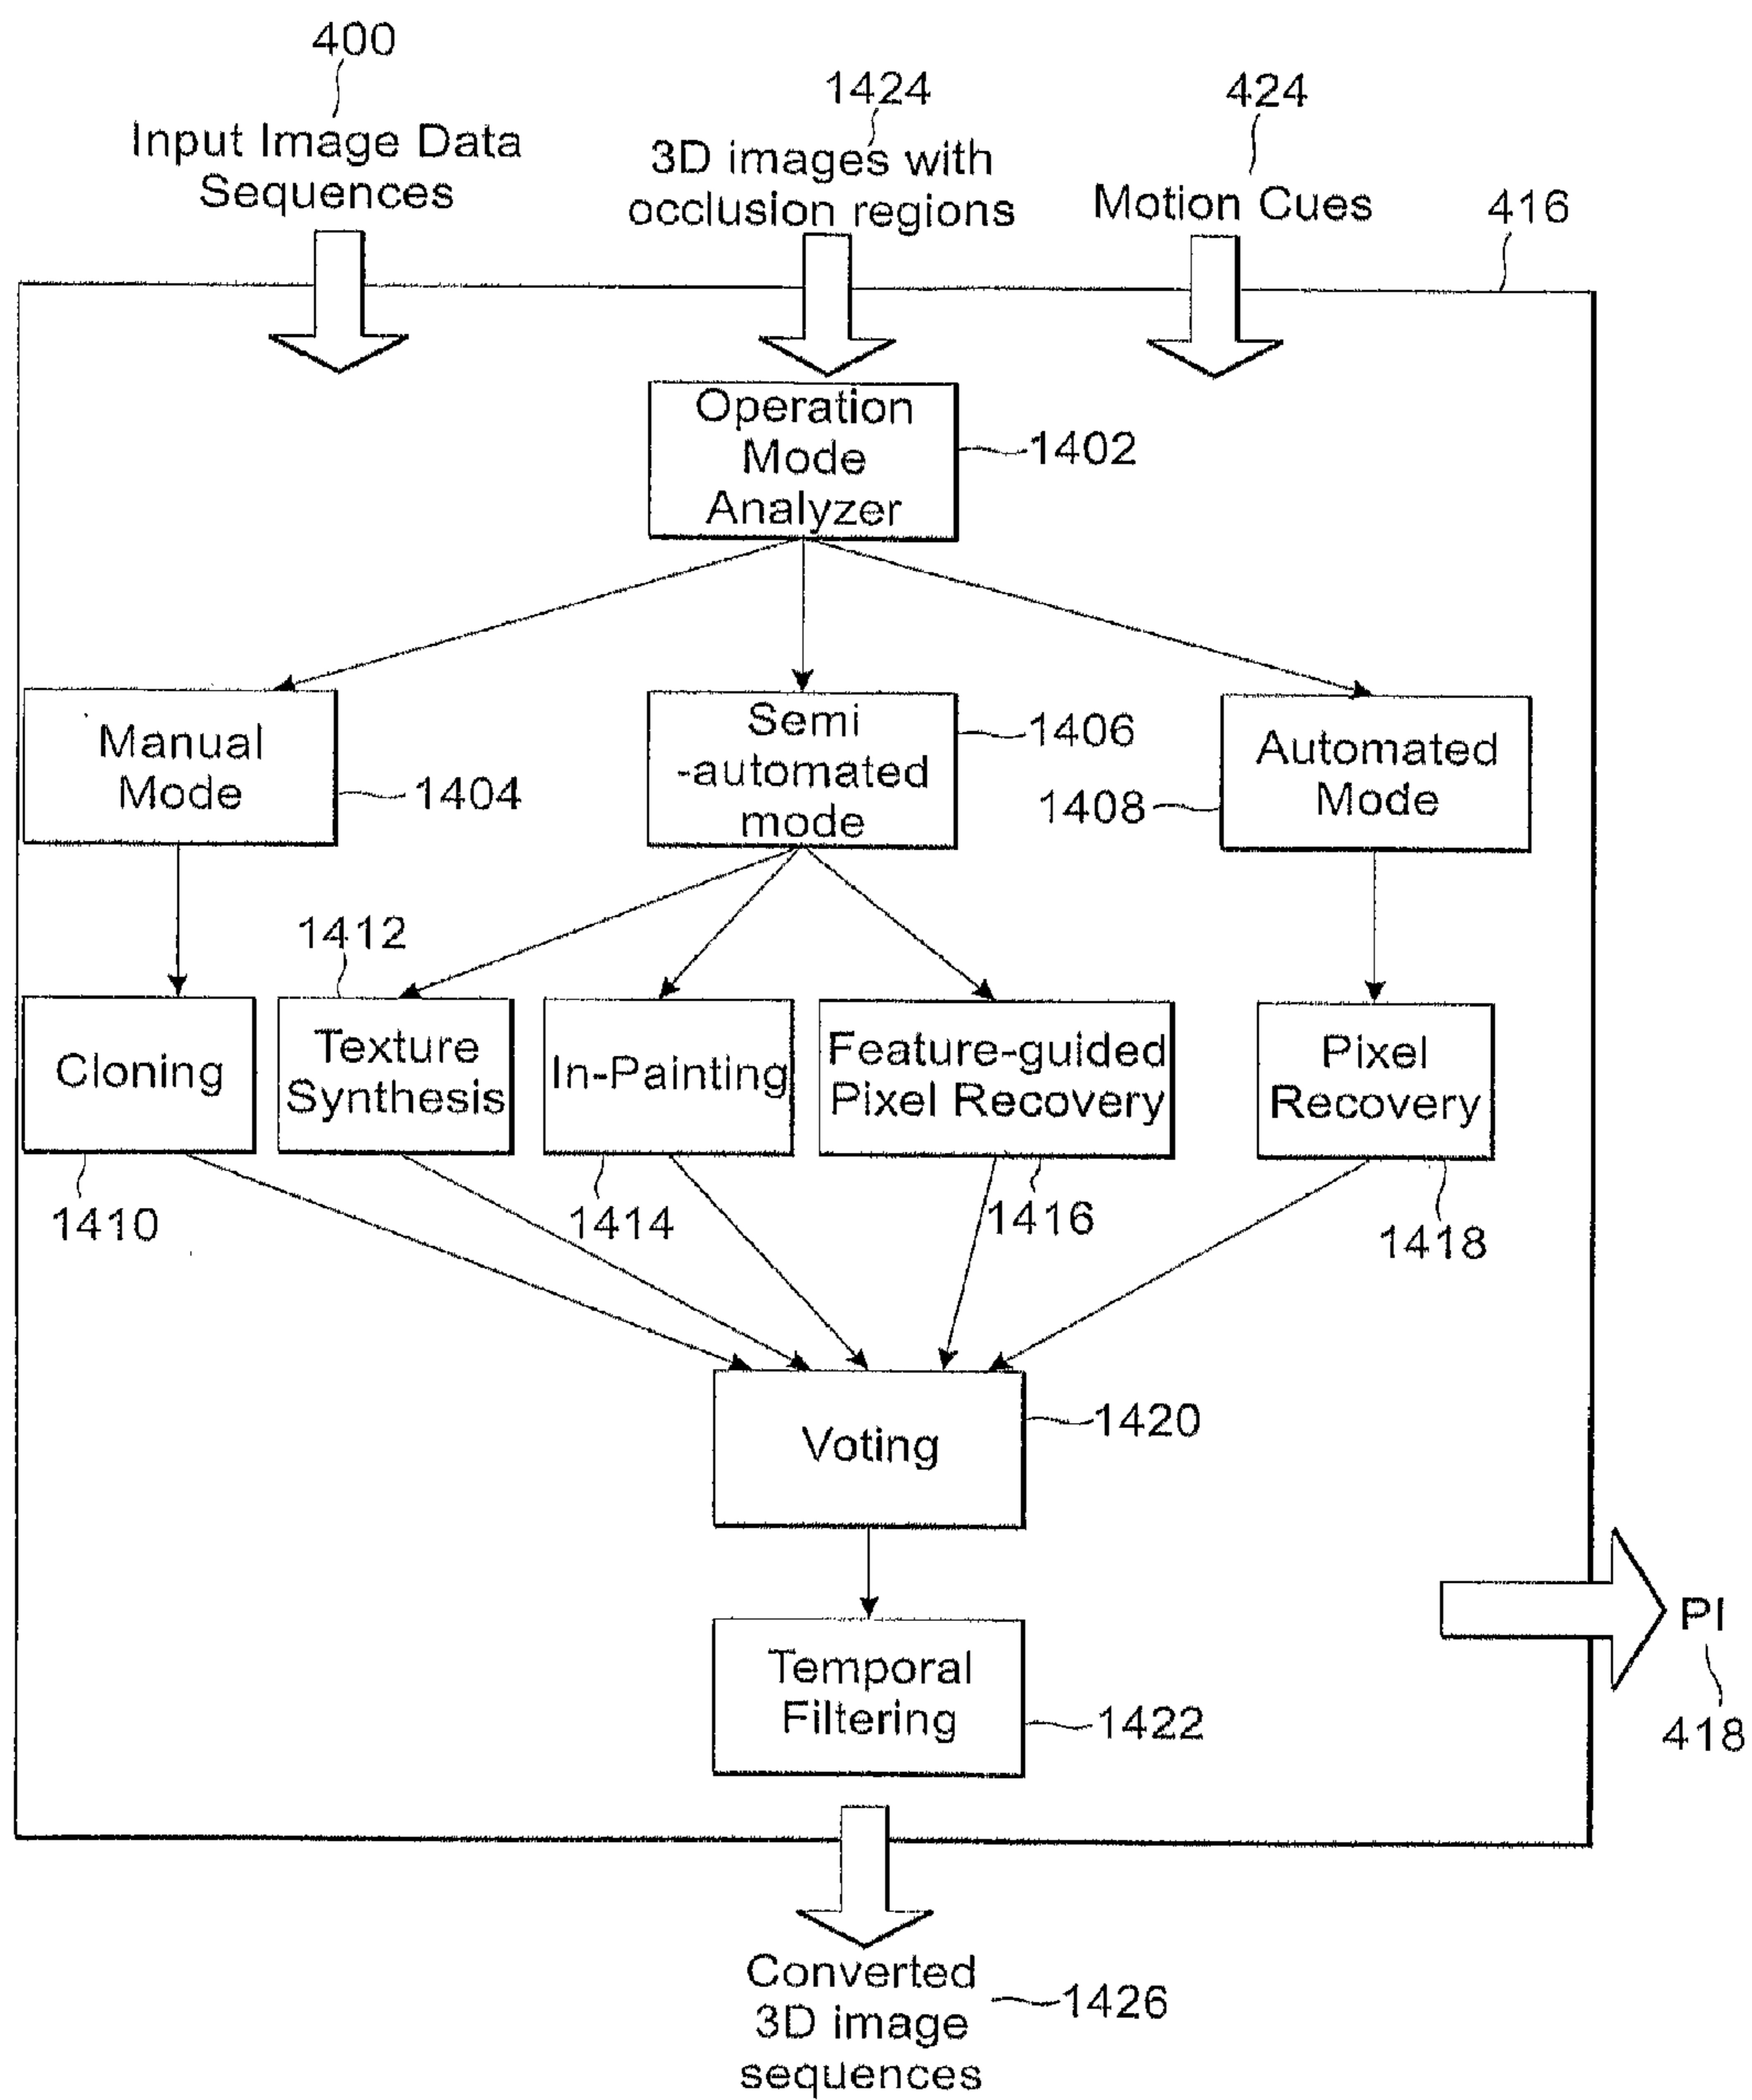 400
Input Image Data
Sequences
1424
3D images with
occlusion regions
424
Motion Cues
416
Operation
Mode
Analyzer
1402
Manual
Mode
1404
Semi
-automated
mode
1406
Automated
Mode
1408
Cloning
1410
1412
Texture
Synthesis
In-Painting
1414
Feature-guided
Pixel Recovery
1416
Pixel
Recovery
1418
Voting
1420
Temporal
Filtering
1422
PI
418
Converted
3D image
sequences
1426